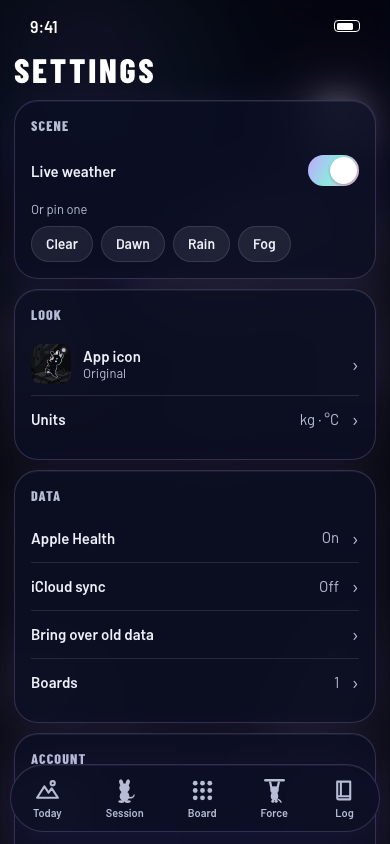 9:41
SETTINGS
SCENE
Live weather
Or pin one
Clear Dawn Rain Fog
LOOK
App icon
Original
›
Units kg · °C ›
DATA
Apple Health On ›
iCloud sync Off ›
Bring over old data ›
Boards 1 ›
ACCOUNT
Today Session Board Force Log